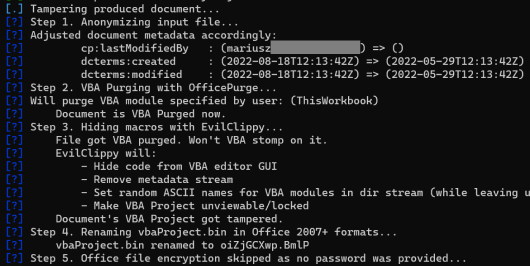 [.] Tampering produced document...
[?] Step 1. Anonymizing input file...
[?] Adjusted document metadata accordingly:
[?] cp:lastModifiedBy : (mariusz ) => ()
[?] dcterms:created : (2022-08-18T12:13:42Z) => (2022-05-29T12:13:42Z)
[?] dcterms:modified : (2022-08-18T12:13:42Z) => (2022-05-29T12:13:42Z)
[?] Step 2. VBA Purging with OfficePurge...
[?] Will purge VBA module specified by user: (ThisWorkbook)
[?] Document is VBA Purged now.
[?] Step 3. Hiding macros with EvilClippy...
[?] File got VBA purged. Won't VBA stomp on it.
[?] EvilClippy will:
[?] - Hide code from VBA editor GUI
[?] - Remove metadata stream
[?] - Set random ASCII names for VBA modules in dir stream (while leaving u
[?] - Make VBA Project unviewable/locked
[?] Document's VBA Project got tampered.
[?] Step 4. Renaming vbaProject.bin in Office 2007+ formats...
[?] vbaProject.bin renamed to oiZjGCXwp.BmlP
[?] Step 5. Office file encryption skipped as no password was provided...